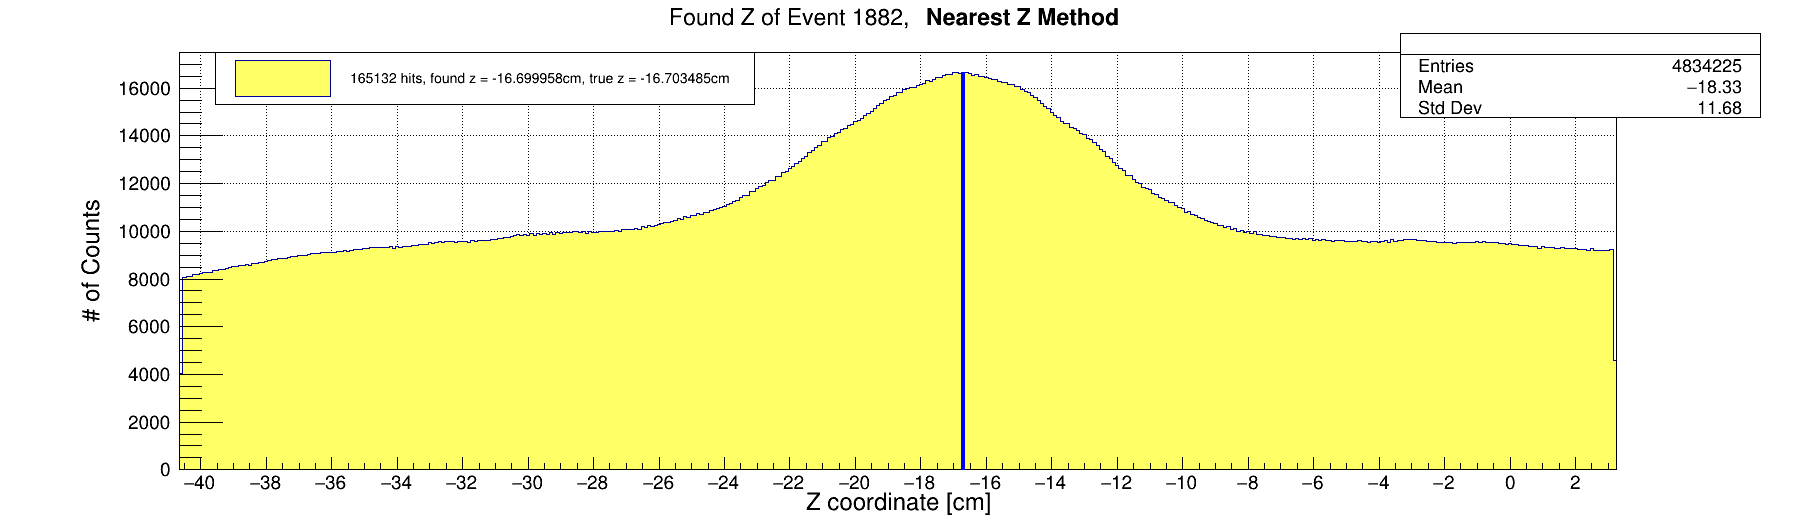 Found Z of Event 1882, Nearest Z Method
165132 hits, found z = -16.699958cm, true z = -16.703485cm
Entries 4834225
Mean −18.33
Std Dev 11.68
# of Counts
16000
14000
12000
10000
8000
6000
4000
2000
0
−40 −38 −36 −34 −32 −30 −28 −26 −24 −22 −20 −18 −16 −14 −12 −10 −8 −6 −4 −2 0 2
Z coordinate [cm]